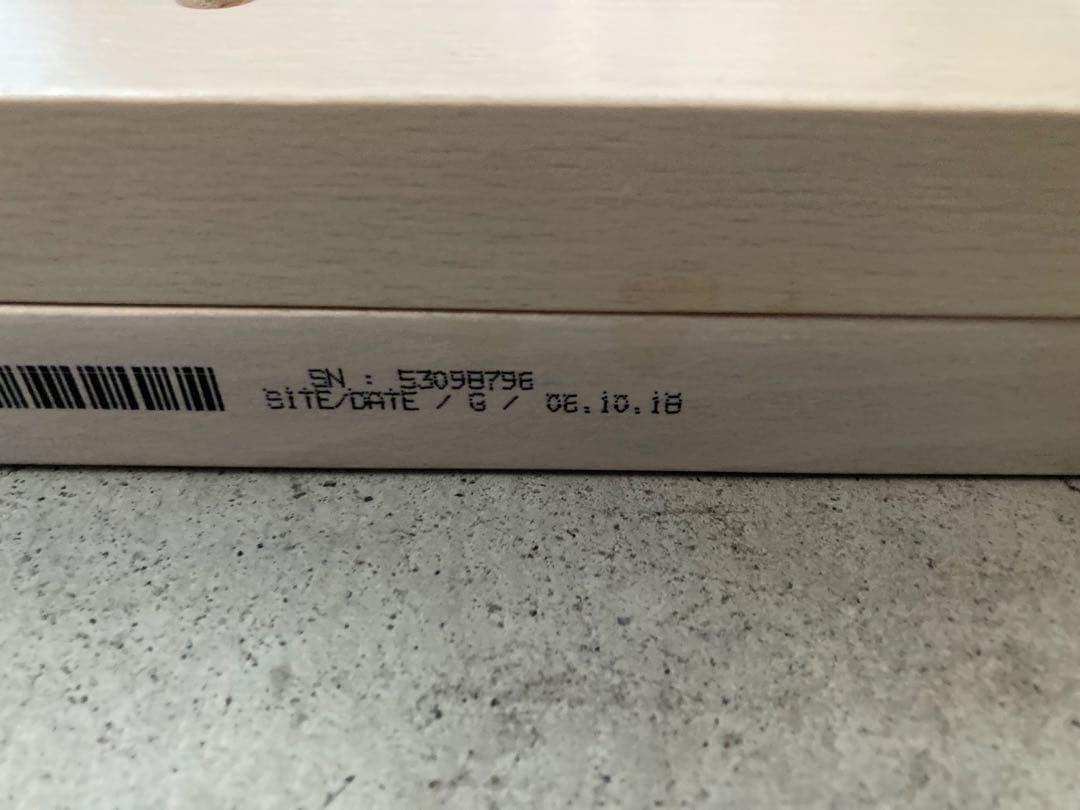 SN : 53098796
SITE/DATE / G / 06.10.18